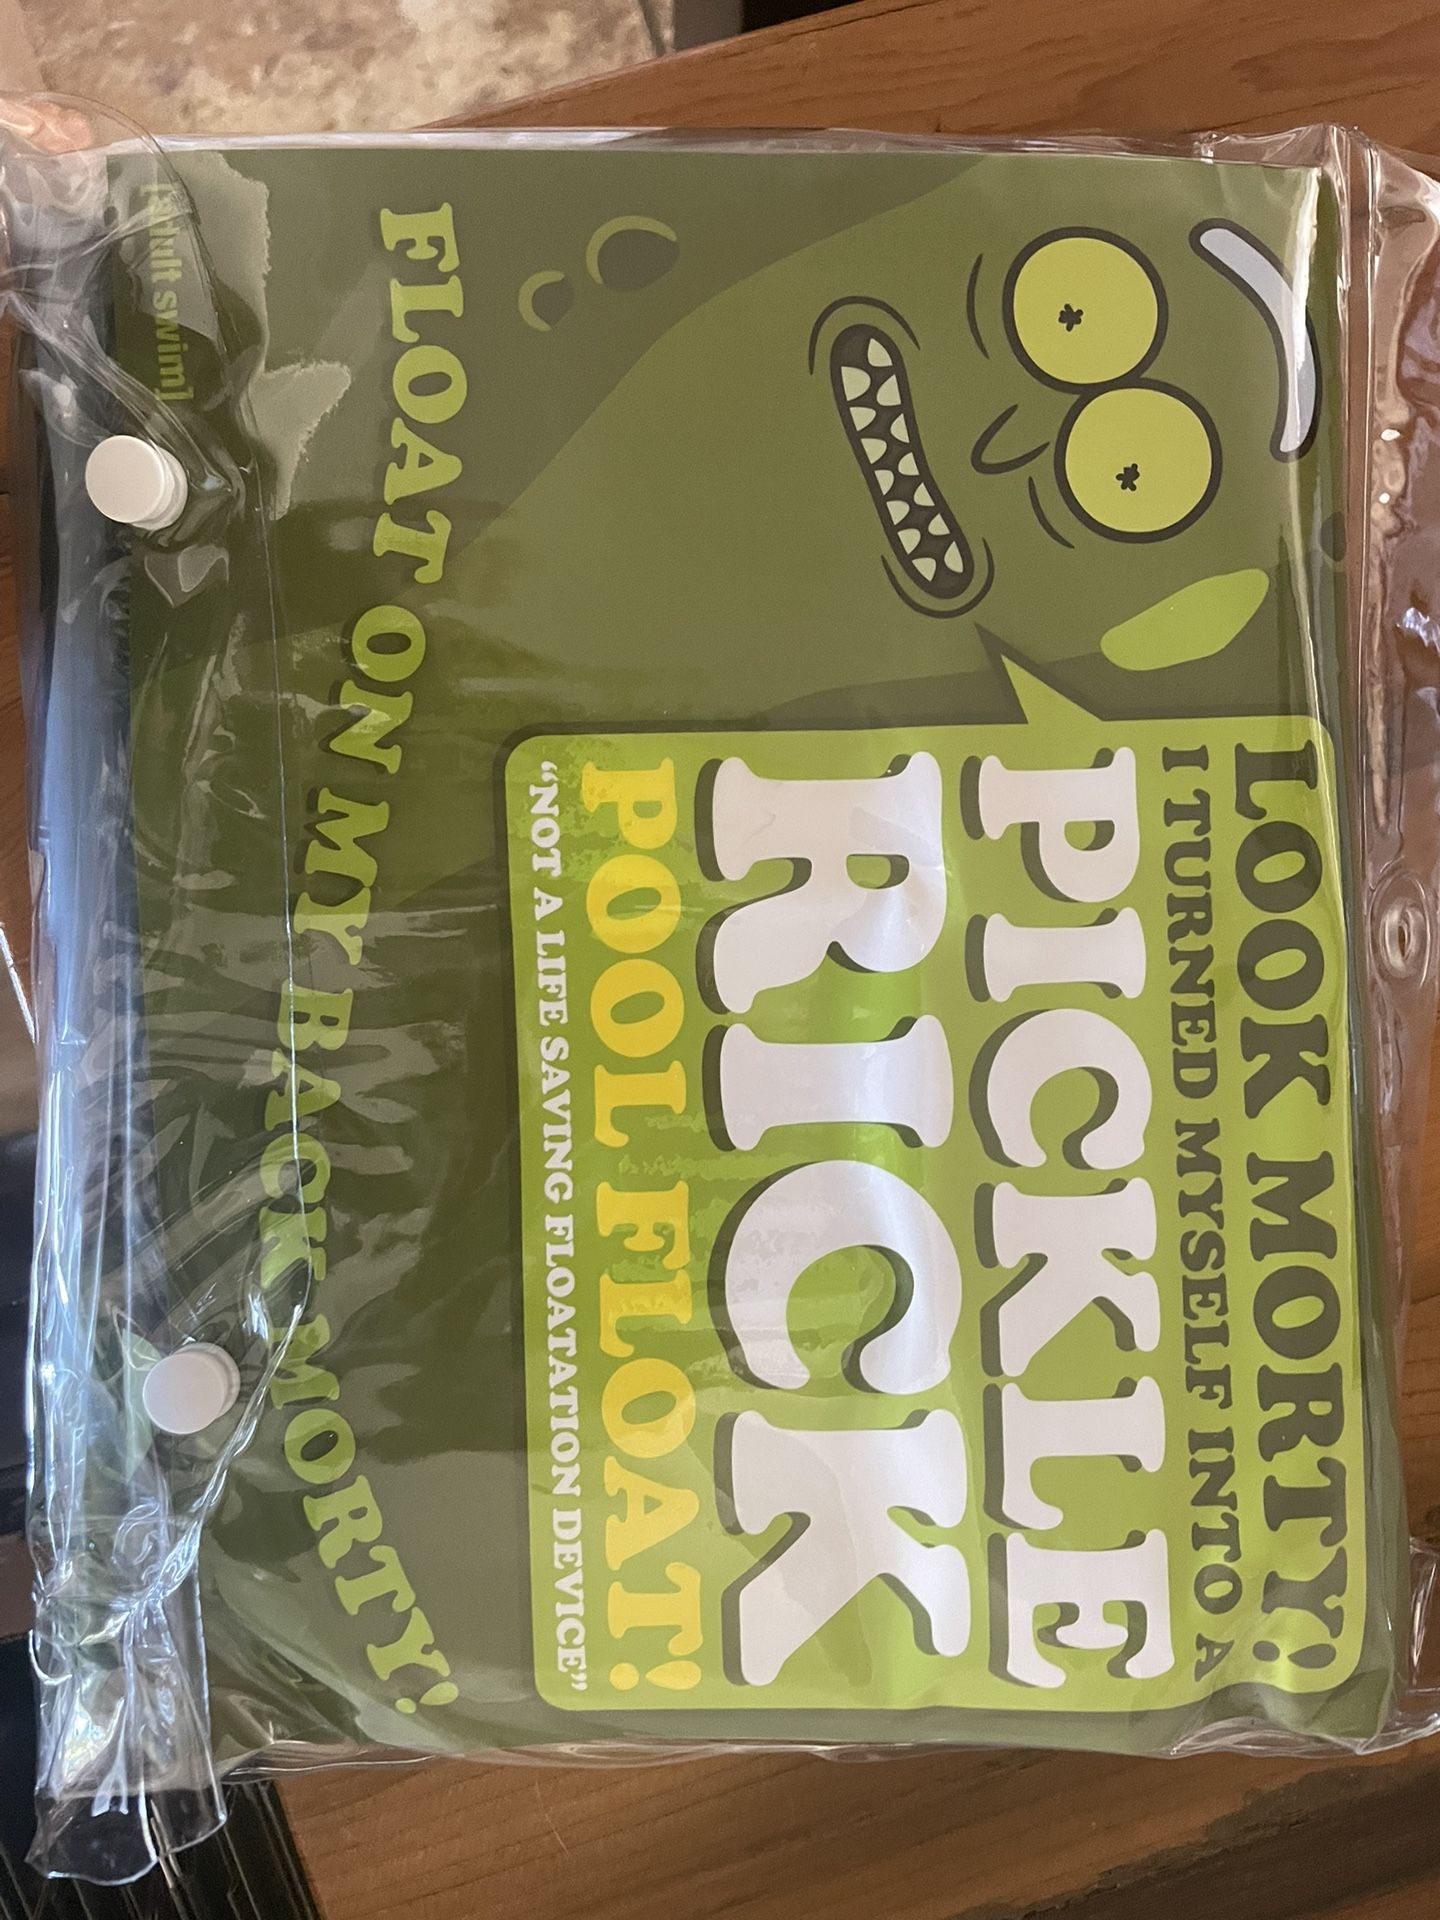 LOOK MORTY!
I TURNED MYSELF INTO A
PICKLE
RICK
POOL FLOAT!
“NOT A LIFE SAVING FLOATATION DEVICE”
FLOAT ON MY BACK MORTY!
[adult swim]